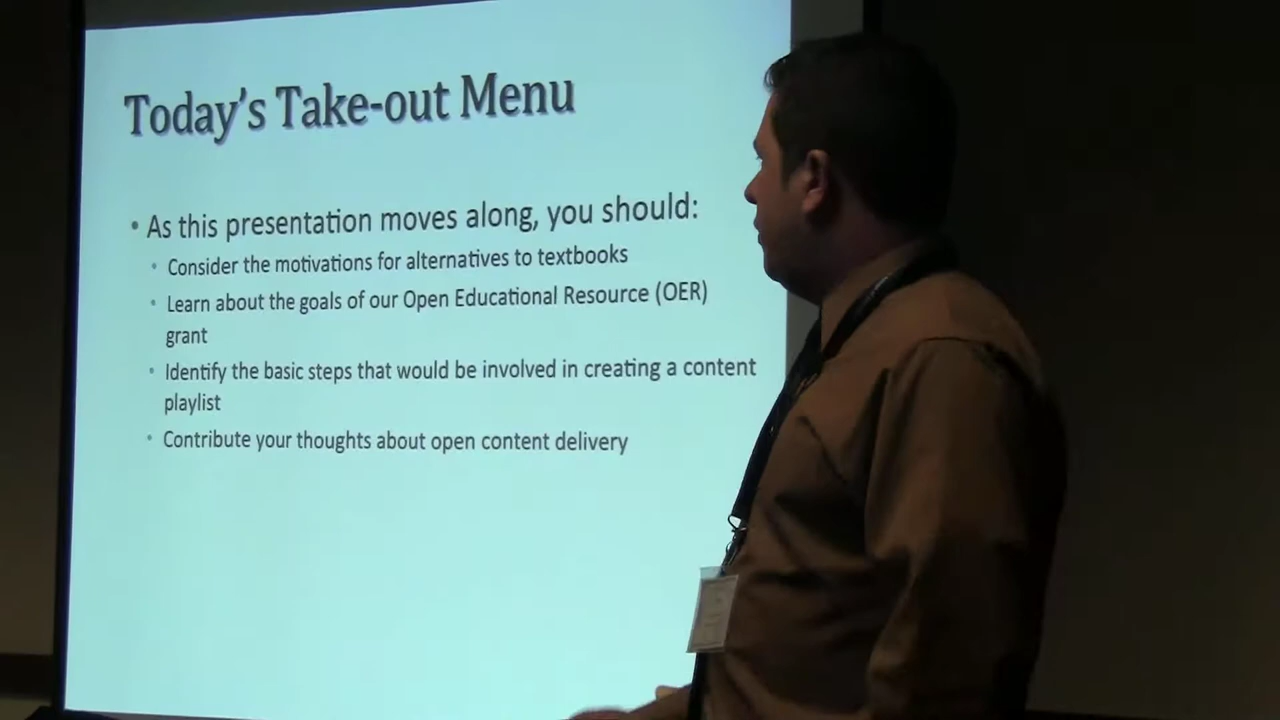 Today's Take-out Menu
• As this presentation moves along, you should:
• Consider the motivations for alternatives to textbooks
• Learn about the goals of our Open Educational Resource (OER)
grant
• Identify the basic steps that would be involved in creating a content
playlist
• Contribute your thoughts about open content delivery